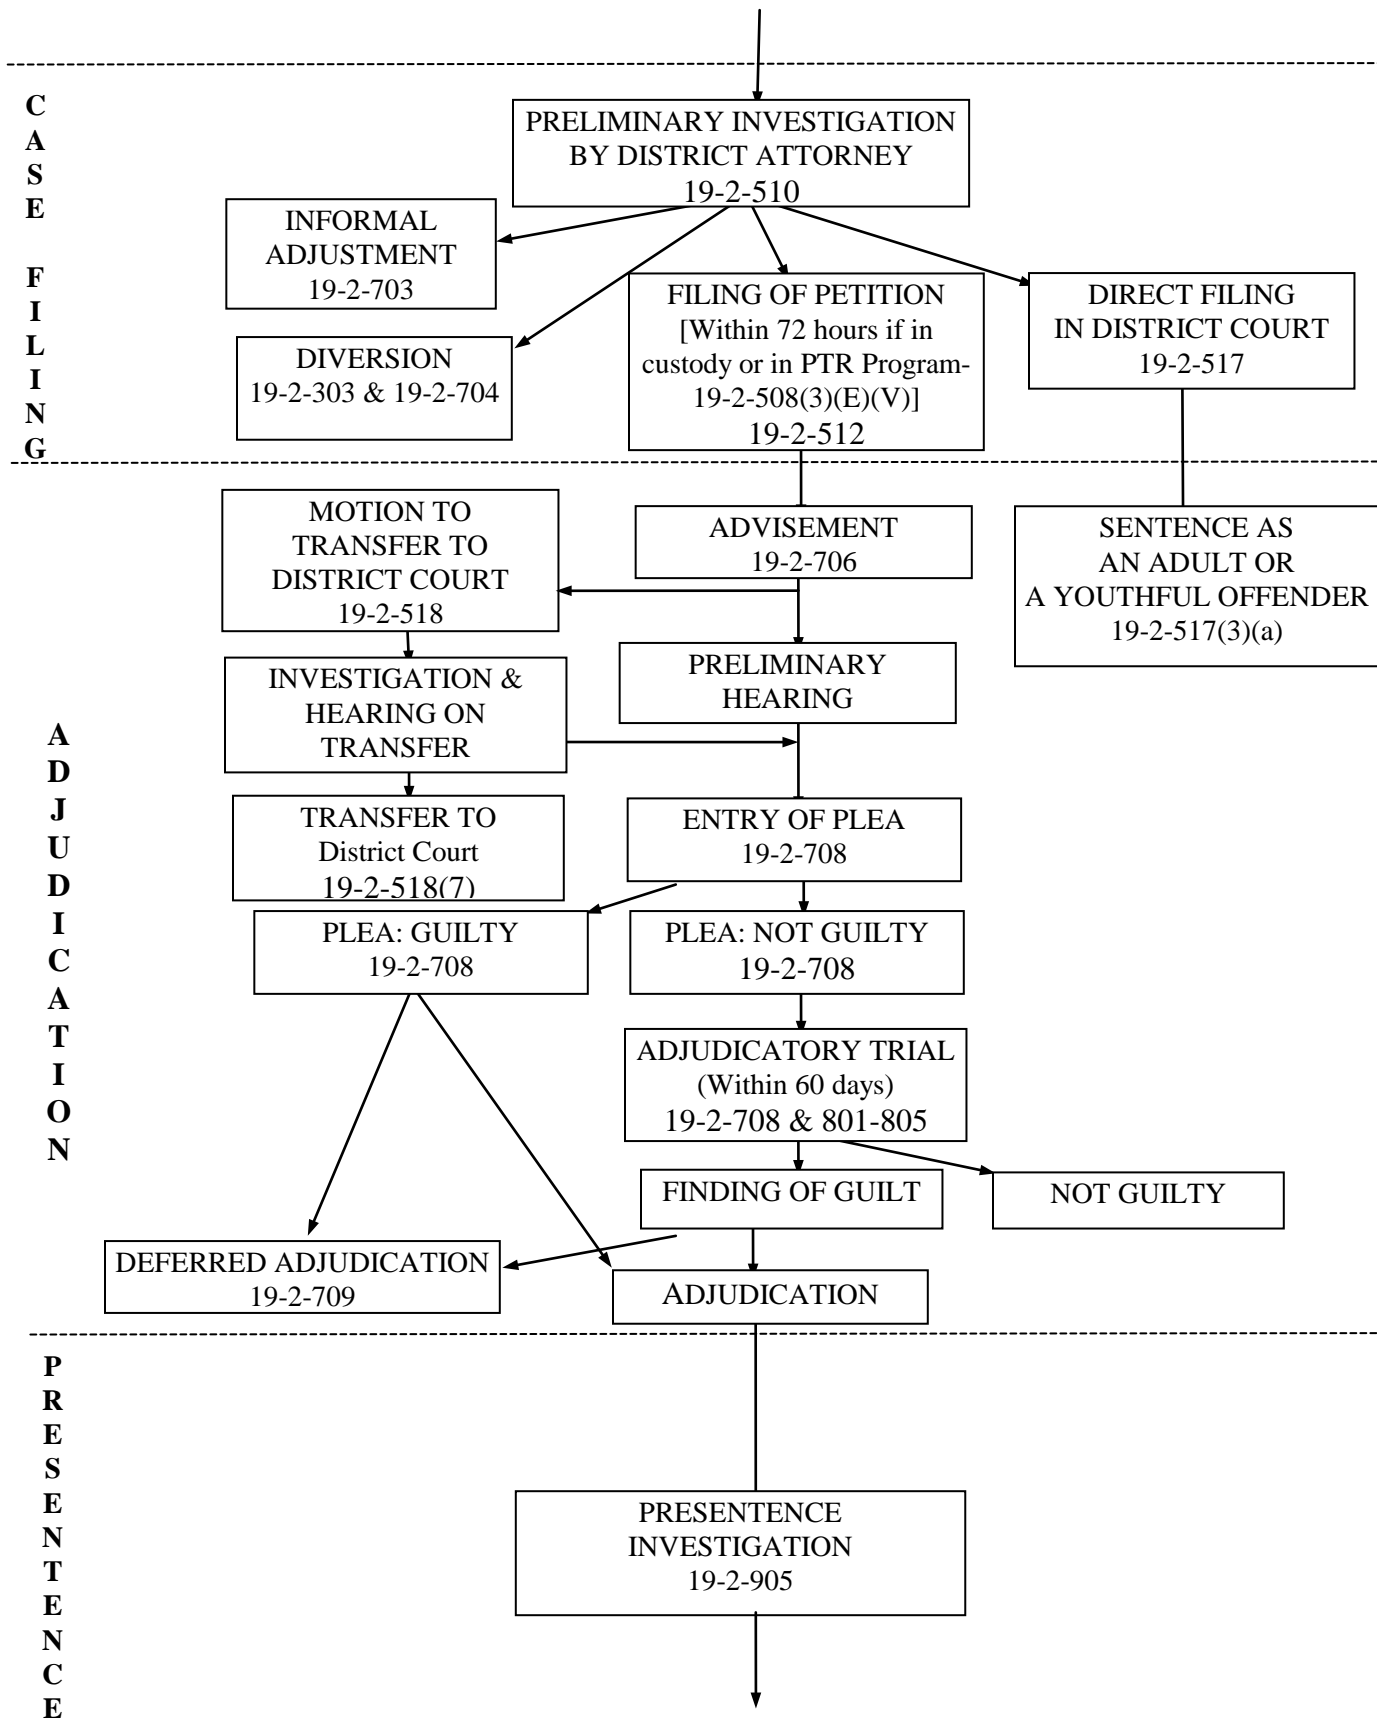 CASE FILING
PRELIMINARY INVESTIGATION
BY DISTRICT ATTORNEY
19-2-510
INFORMAL
ADJUSTMENT
19-2-703
DIVERSION
19-2-303 & 19-2-704
FILING OF PETITION
[Within 72 hours if in
custody or in PTR Program-
19-2-508(3)(E)(V)]
19-2-512
DIRECT FILING
IN DISTRICT COURT
19-2-517
ADJUDICATION
MOTION TO
TRANSFER TO
DISTRICT COURT
19-2-518
ADVISEMENT
19-2-706
SENTENCE AS
AN ADULT OR
A YOUTHFUL OFFENDER
19-2-517(3)(a)
INVESTIGATION &
HEARING ON
TRANSFER
PRELIMINARY
HEARING
TRANSFER TO
District Court
19-2-518(7)
ENTRY OF PLEA
19-2-708
PLEA: GUILTY
19-2-708
PLEA: NOT GUILTY
19-2-708
ADJUDICATORY TRIAL
(Within 60 days)
19-2-708 & 801-805
FINDING OF GUILT
NOT GUILTY
DEFERRED ADJUDICATION
19-2-709
ADJUDICATION
PRESENTENCE
PRESENTENCE
INVESTIGATION
19-2-905